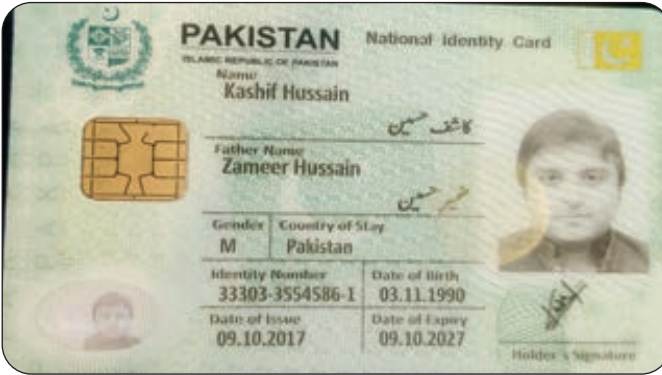 PAKISTAN National Identity Card
ISLAMIC REPUBLIC OF PAKISTAN
Name
Kashif Hussain
کاشف حسین
Father Name
Zameer Hussain
ضمیر حسین
Gender Country of Stay
M Pakistan
Identity Number Date of Birth
33303-3554586-1 03.11.1990
Date of Issue Date of Expiry
09.10.2017 09.10.2027
Holder's Signature